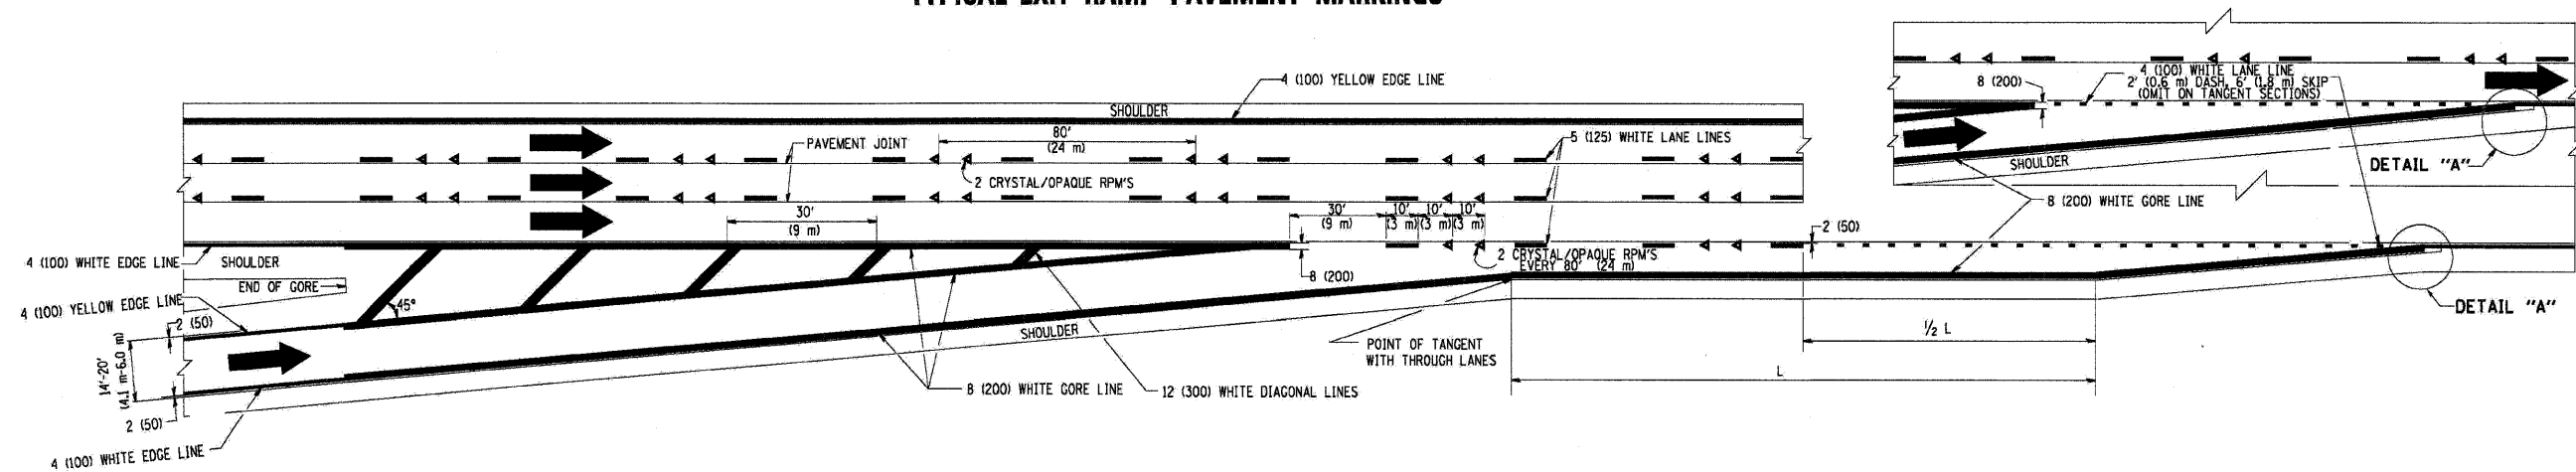 4 (100) YELLOW EDGE LINE
SHOULDER
80'
(24 m)
PAVEMENT JOINT
5 (125) WHITE LANE LINES
2 CRYSTAL/OPAQUE RPM'S
30'
(9 m)
30'
(9 m)
10'
(3 m)
10'
(3 m)
10'
(3 m)
4 (100) WHITE EDGE LINE
SHOULDER
END OF GORE
4 (100) YELLOW EDGE LINE
45°
2 (50)
14'-20'
(4.1 m-6.0 m)
2 (50)
4 (100) WHITE EDGE LINE
8 (200)
2 CRYSTAL/OPAQUE RPM'S
EVERY 80' (24 m)
SHOULDER
8 (200) WHITE GORE LINE
12 (300) WHITE DIAGONAL LINES
POINT OF TANGENT
WITH THROUGH LANES
L
1/2 L
2 (50)
8 (200)
4 (100) WHITE LANE LINE
2' (0.6 m) DASH, 6' (1.8 m) SKIP
(OMIT ON TANGENT SECTIONS)
SHOULDER
DETAIL "A"
8 (200) WHITE GORE LINE
DETAIL "A"